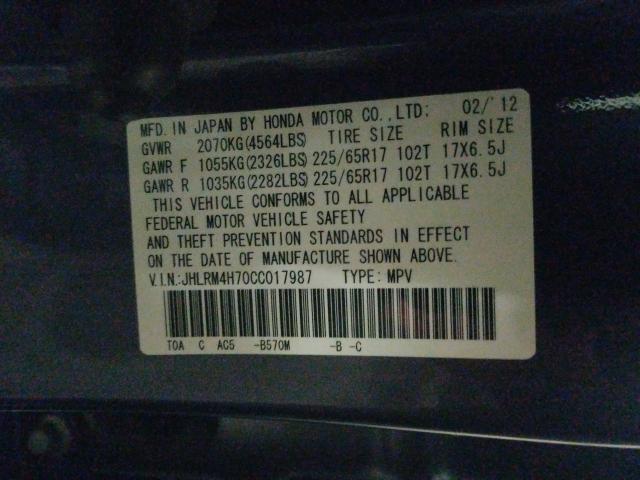 MFD. IN JAPAN BY HONDA MOTOR CO., LTD: 02/'12
GVWR 2070KG(4564LBS) TIRE SIZE RIM SIZE
GAWR F 1055KG(2326LBS) 225/65R17 102T 17X6.5J
GAWR R 1035KG(2282LBS) 225/65R17 102T 17X6.5J
THIS VEHICLE CONFORMS TO ALL APPLICABLE
FEDERAL MOTOR VEHICLE SAFETY
AND THEFT PREVENTION STANDARDS IN EFFECT
ON THE DATE OF MANUFACTURE SHOWN ABOVE.
V.I.N.:JHLRM4H70CC017987 TYPE: MPV
TOA C AC5 -B570M -B -C